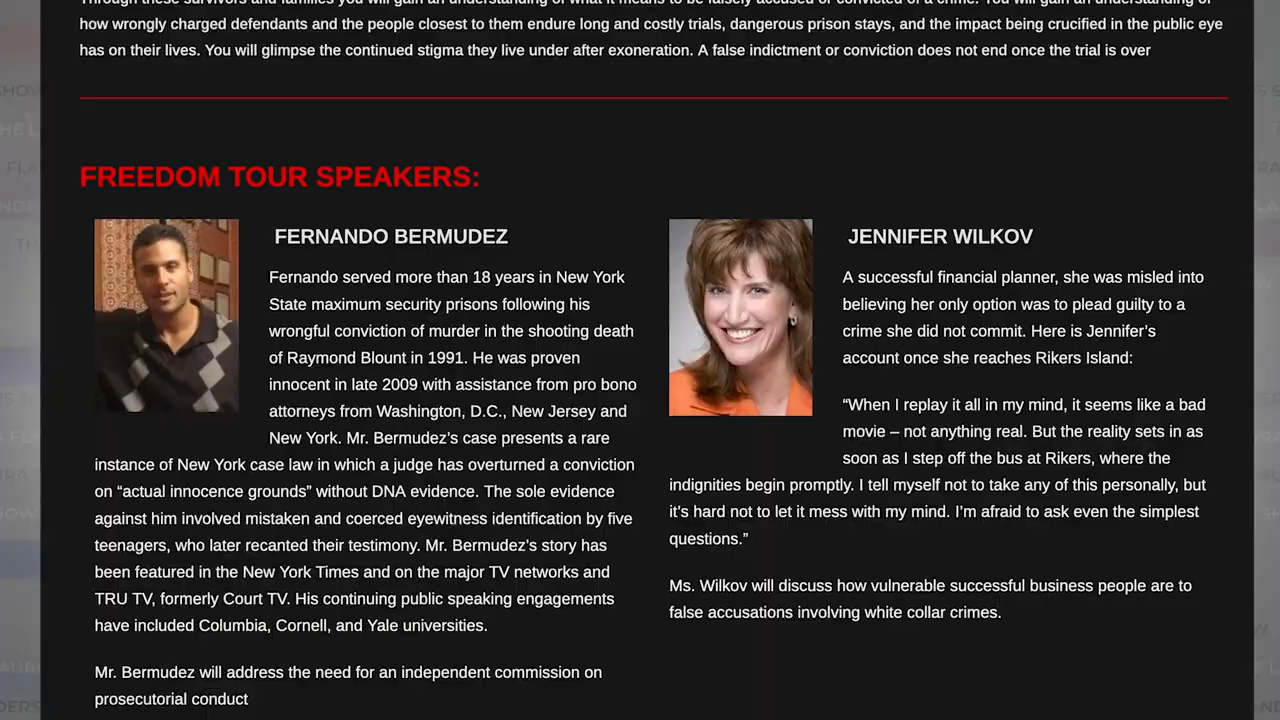 how wrongly charged defendants and the people closest to them endure long and costly trials, dangerous prison stays, and the impact being crucified in the public eye
has on their lives. You will glimpse the continued stigma they live under after exoneration. A false indictment or conviction does not end once the trial is over
FREEDOM TOUR SPEAKERS:
FERNANDO BERMUDEZ
Fernando served more than 18 years in New York
State maximum security prisons following his
wrongful conviction of murder in the shooting death
of Raymond Blount in 1991. He was proven
innocent in late 2009 with assistance from pro bono
attorneys from Washington, D.C., New Jersey and
New York. Mr. Bermudez’s case presents a rare
instance of New York case law in which a judge has overturned a conviction
on “actual innocence grounds” without DNA evidence. The sole evidence
against him involved mistaken and coerced eyewitness identification by five
teenagers, who later recanted their testimony. Mr. Bermudez’s story has
been featured in the New York Times and on the major TV networks and
TRU TV, formerly Court TV. His continuing public speaking engagements
have included Columbia, Cornell, and Yale universities.
Mr. Bermudez will address the need for an independent commission on
prosecutorial conduct
JENNIFER WILKOV
A successful financial planner, she was misled into
believing her only option was to plead guilty to a
crime she did not commit. Here is Jennifer’s
account once she reaches Rikers Island:
“When I replay it all in my mind, it seems like a bad
movie – not anything real. But the reality sets in as
soon as I step off the bus at Rikers, where the
indignities begin promptly. I tell myself not to take any of this personally, but
it’s hard not to let it mess with my mind. I’m afraid to ask even the simplest
questions.”
Ms. Wilkov will discuss how vulnerable successful business people are to
false accusations involving white collar crimes.